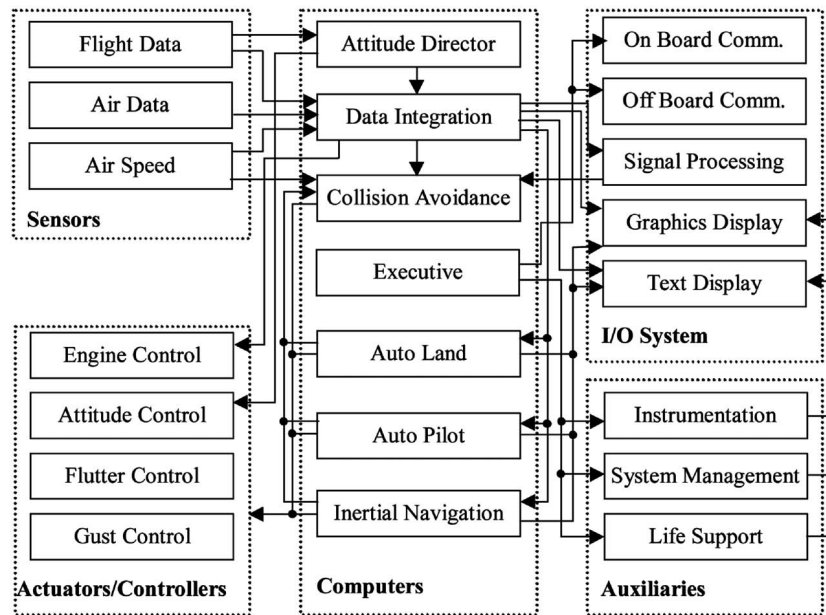 Flight Data
Air Data
Air Speed
Sensors
Engine Control
Attitude Control
Flutter Control
Gust Control
Actuators/Controllers
Attitude Director
Data Integration
Collision Avoidance
Executive
Auto Land
Auto Pilot
Inertial Navigation
Computers
On Board Comm.
Off Board Comm.
Signal Processing
Graphics Display
Text Display
I/O System
Instrumentation
System Management
Life Support
Auxiliaries